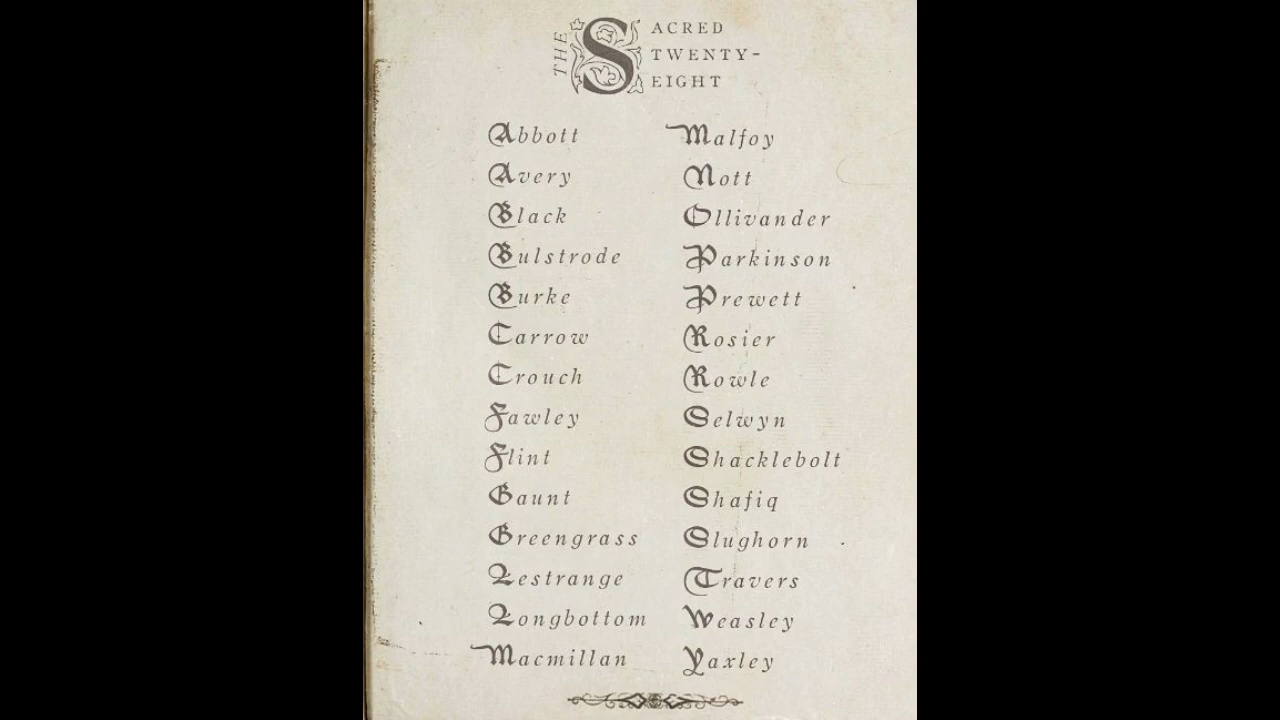 THE SACRED
TWENTY-
EIGHT
Abbott
Avery
Black
Bulstrode
Burke
Carrow
Crouch
Fawley
Flint
Gaunt
Greengrass
Lestrange
Longbottom
Macmillan
Malfoy
Nott
Ollivander
Parkinson
Prewett
Rosier
Rowle
Selwyn
Shacklebolt
Shafiq
Slughorn
Travers
Weasley
Yaxley